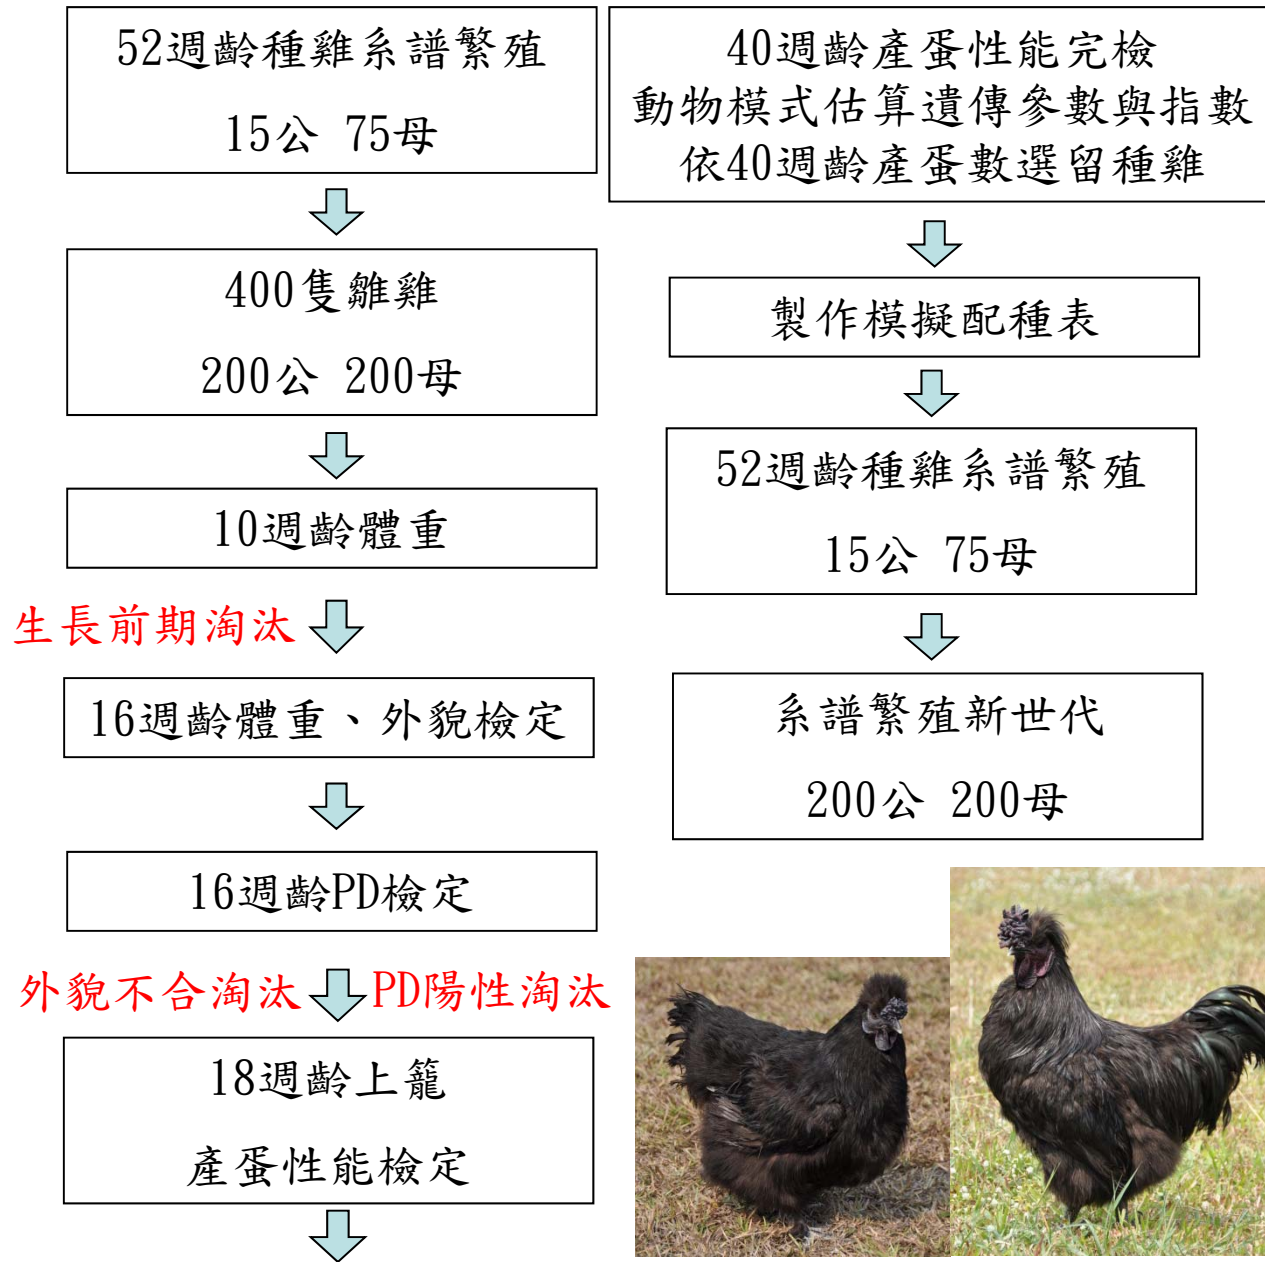 52週齡種雞系譜繁殖
15公 75母
400隻雛雞
200公 200母
10週齡體重
生長前期淘汰
16週齡體重、外貌檢定
16週齡PD檢定
外貌不合淘汰
PD陽性淘汰
18週齡上籠
產蛋性能檢定
40週齡產蛋性能完檢
動物模式估算遺傳參數與指數
依40週齡產蛋數選留種雞
製作模擬配種表
52週齡種雞系譜繁殖
15公 75母
系譜繁殖新世代
200公 200母